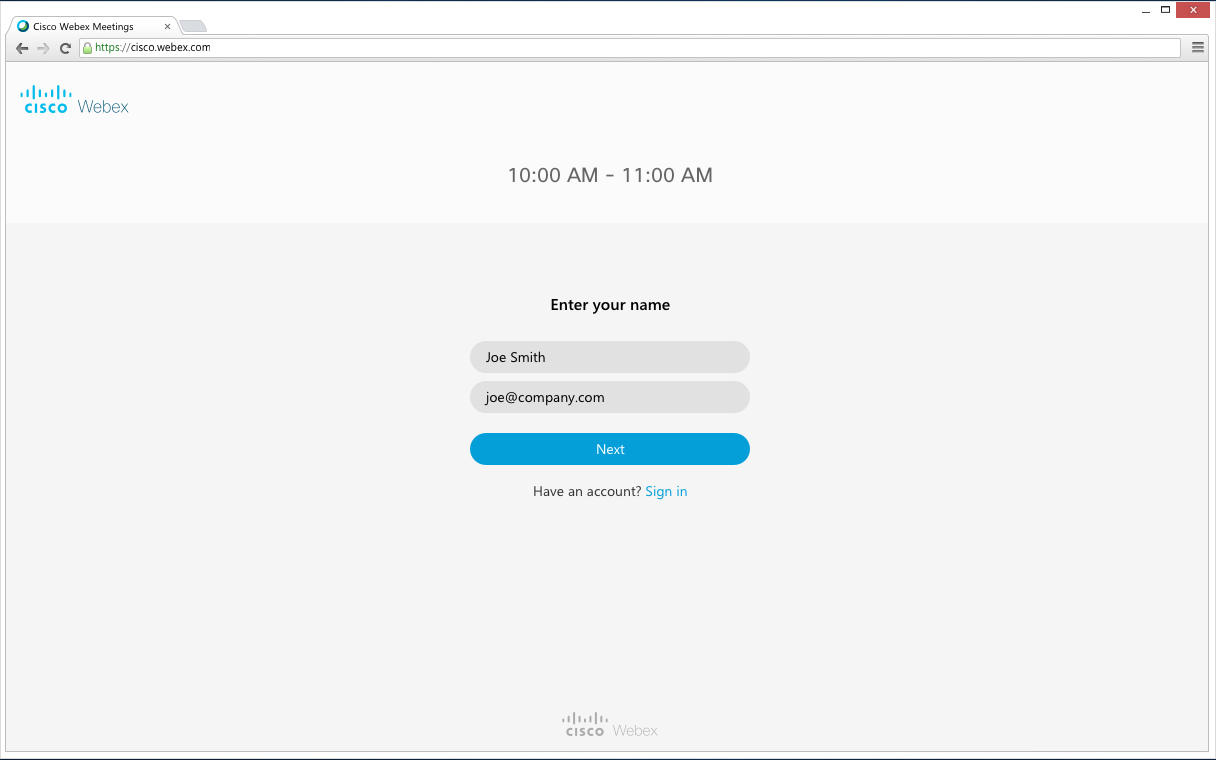 Cisco Webex Meetings
https://cisco.webex.com
CISCO Webex
10:00 AM - 11:00 AM
Enter your name
Joe Smith
joe@company.com
Next
Have an account? Sign in
CISCO Webex